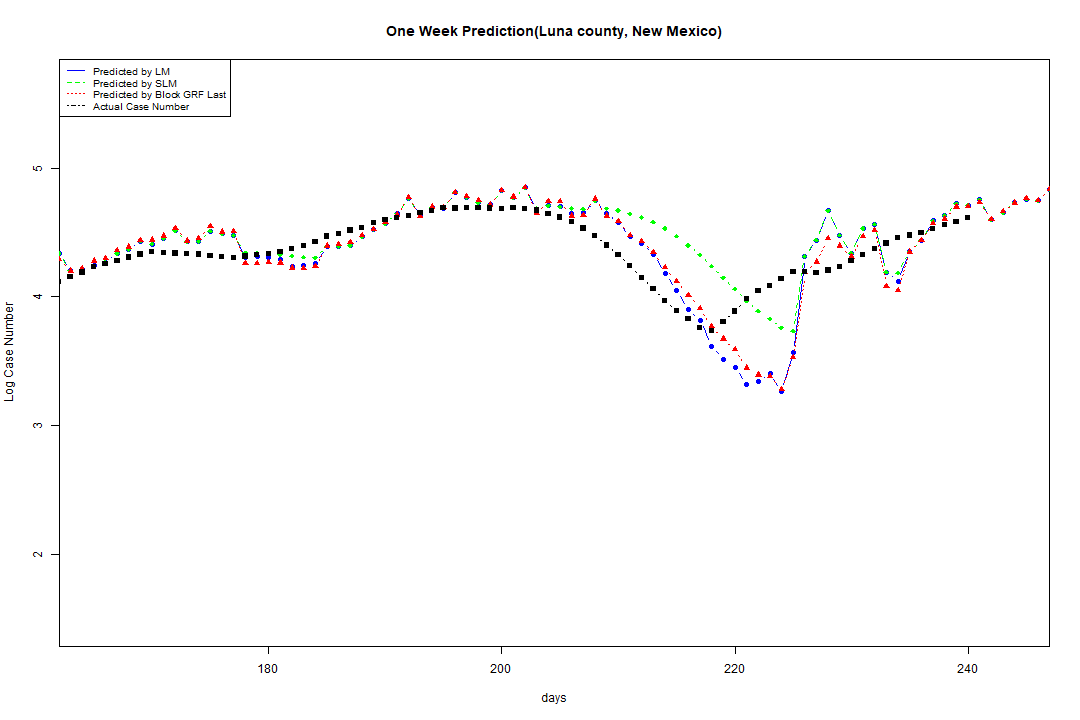 One Week Prediction(Luna county, New Mexico)
Predicted by LM
Predicted by SLM
Predicted by Block GRF Last
Actual Case Number
5
4
3
2
Log Case Number
180 200 220 240
days